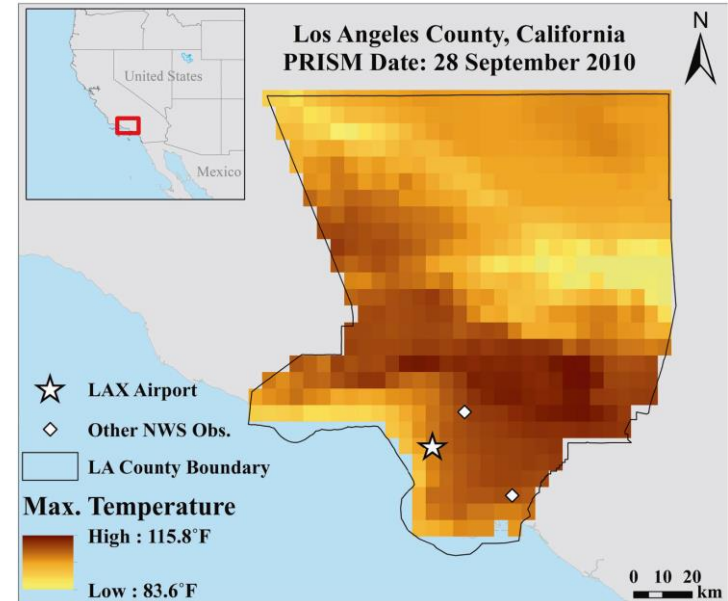 Los Angeles County, California
PRISM Date: 28 September 2010
N
United States
Mexico
LAX Airport
Other NWS Obs.
LA County Boundary
Max. Temperature
High : 115.8˚F
Low : 83.6˚F
0 10 20
km